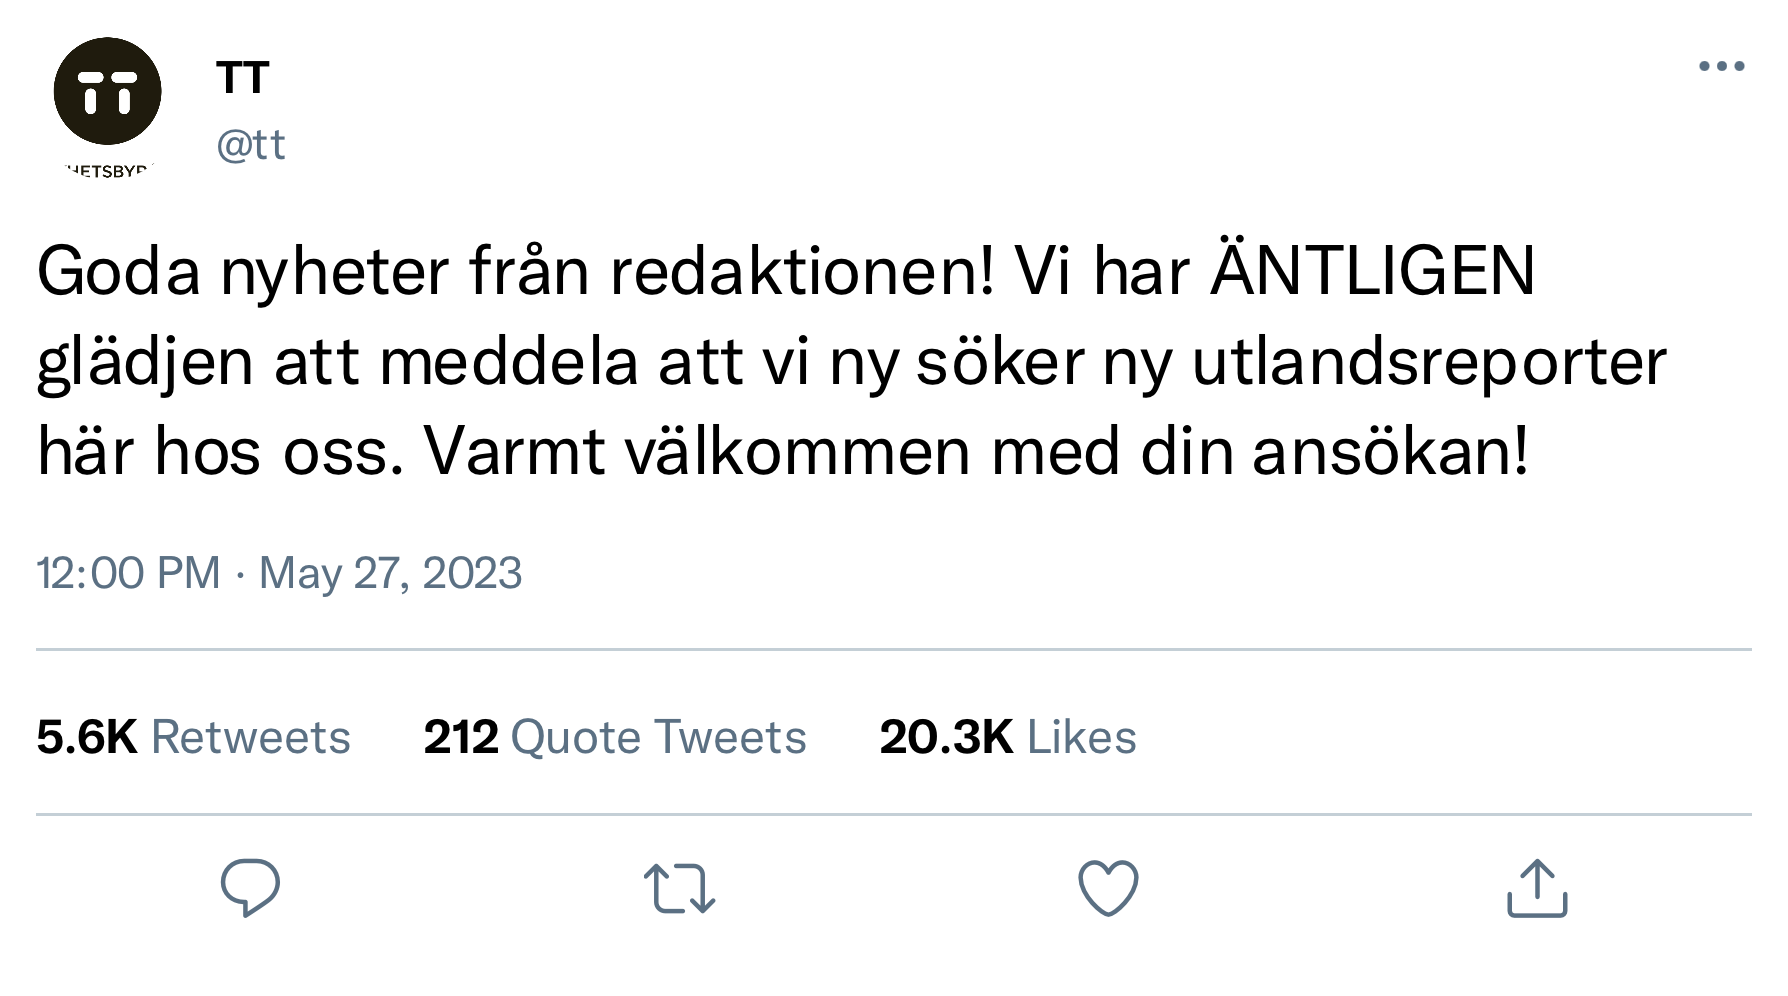 TT
TT
@tt
HETSBYR
Goda nyheter från redaktionen! Vi har ÄNTLIGEN
glädjen att meddela att vi ny söker ny utlandsreporter
här hos oss. Varmt välkommen med din ansökan!
12:00 PM · May 27, 2023
5.6K Retweets 212 Quote Tweets 20.3K Likes